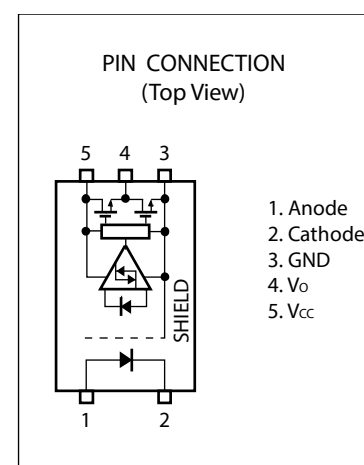 PIN CONNECTION
(Top View)
5 4 3
SHIELD
1 2
1. Anode
2. Cathode
3. GND
4. Vo
5. Vcc